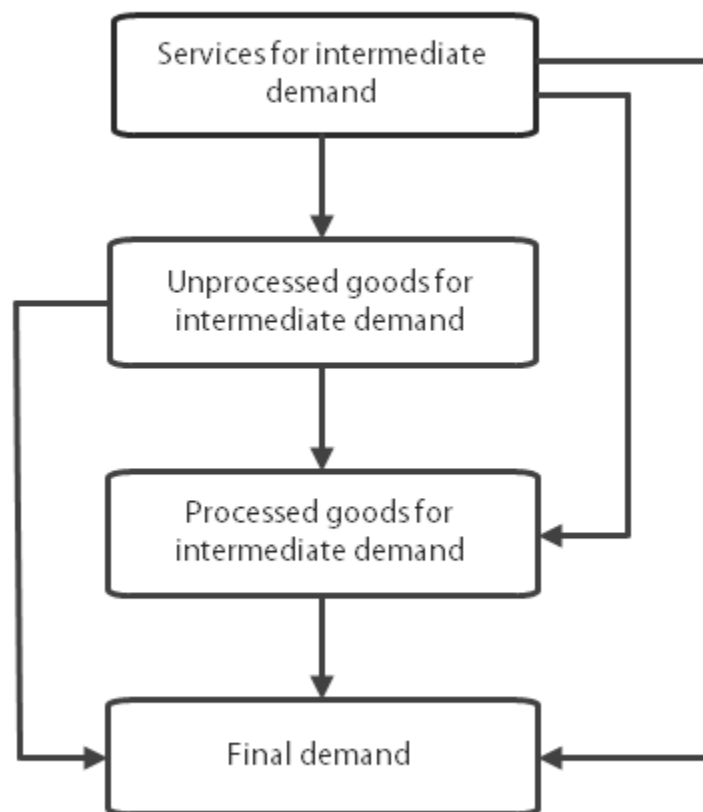 Services for intermediate
demand
Unprocessed goods for
intermediate demand
Processed goods for
intermediate demand
Final demand